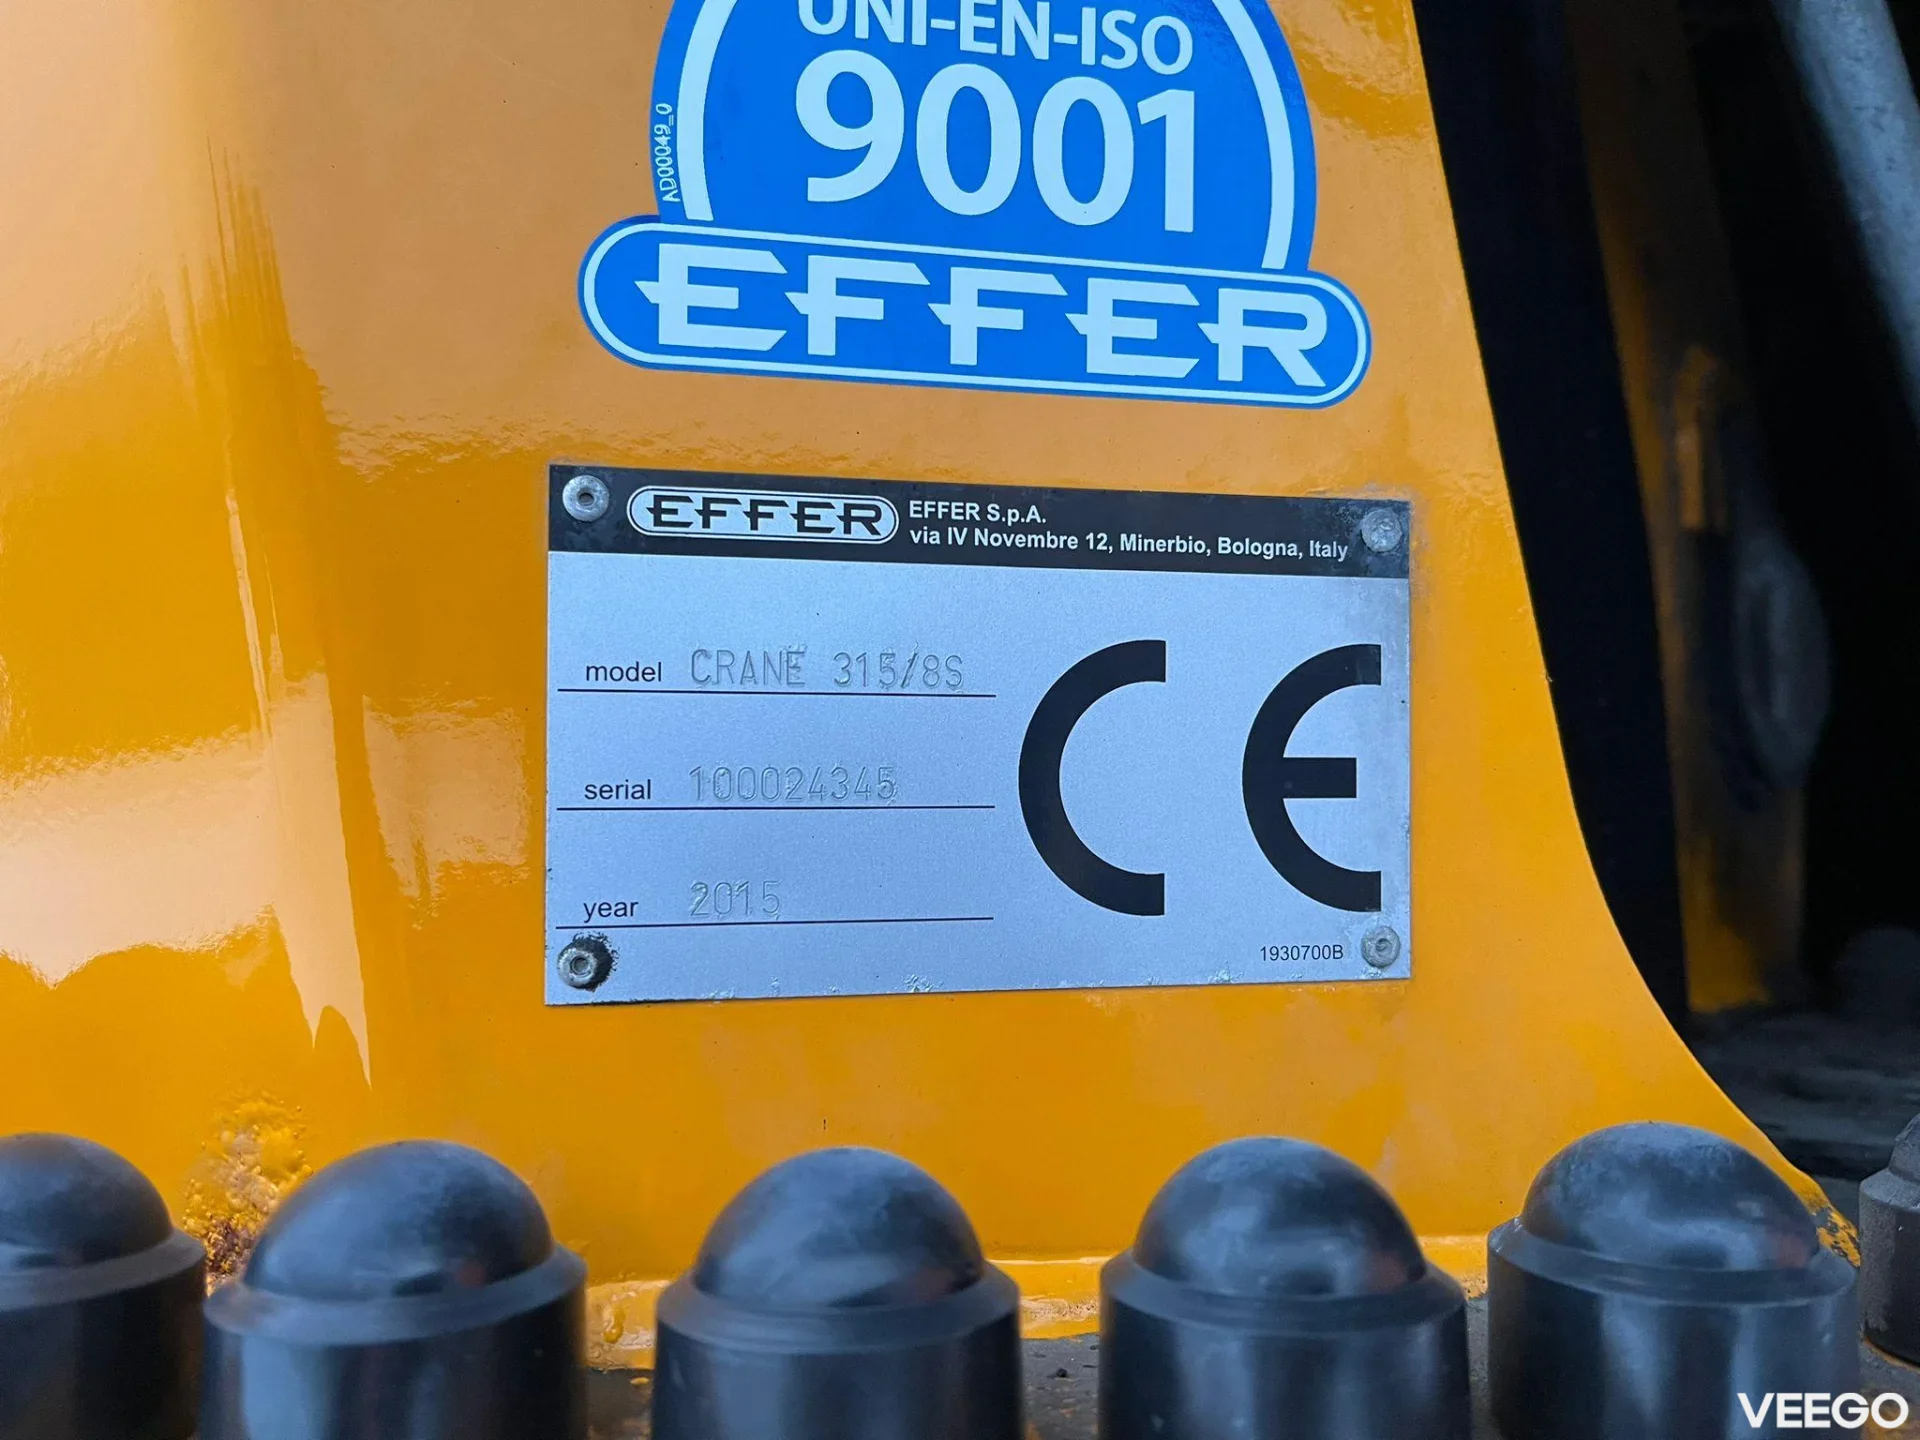 UNI-EN-ISO
9001
AD00049_0
EFFER
EFFER
EFFER S.p.A.
via IV Novembre 12, Minerbio, Bologna, Italy
model CRANE 315/8S
serial 100024345
year 2015
CE
1930700B
VEEGO